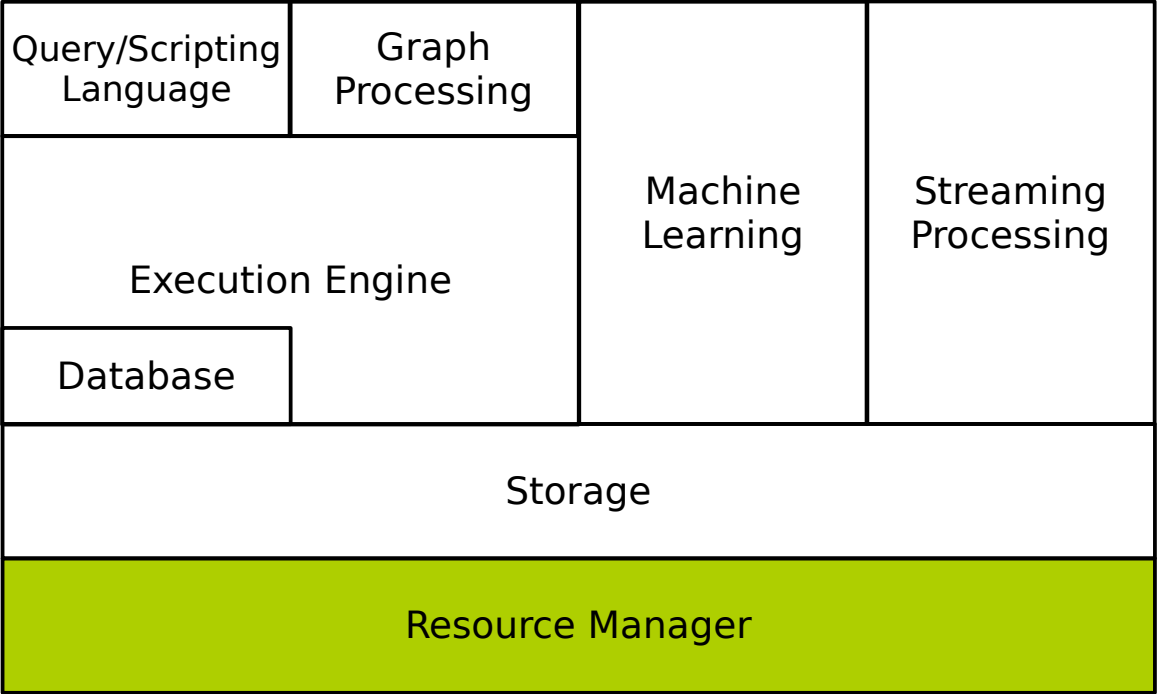 Query/Scripting
Language
Graph
Processing
Machine
Learning
Streaming
Processing
Execution Engine
Database
Storage
Resource Manager